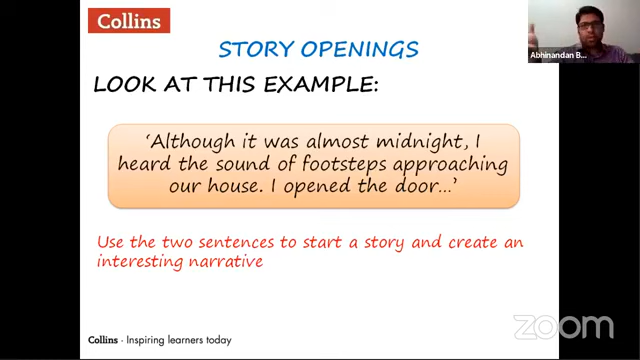 Collins
STORY OPENINGS
LOOK AT THIS EXAMPLE:
‘Although it was almost midnight, I
heard the sound of footsteps approaching
our house. I opened the door...’
Use the two sentences to start a story and create an
interesting narrative
Collins · Inspiring learners today
Abhinandan B...
zoom